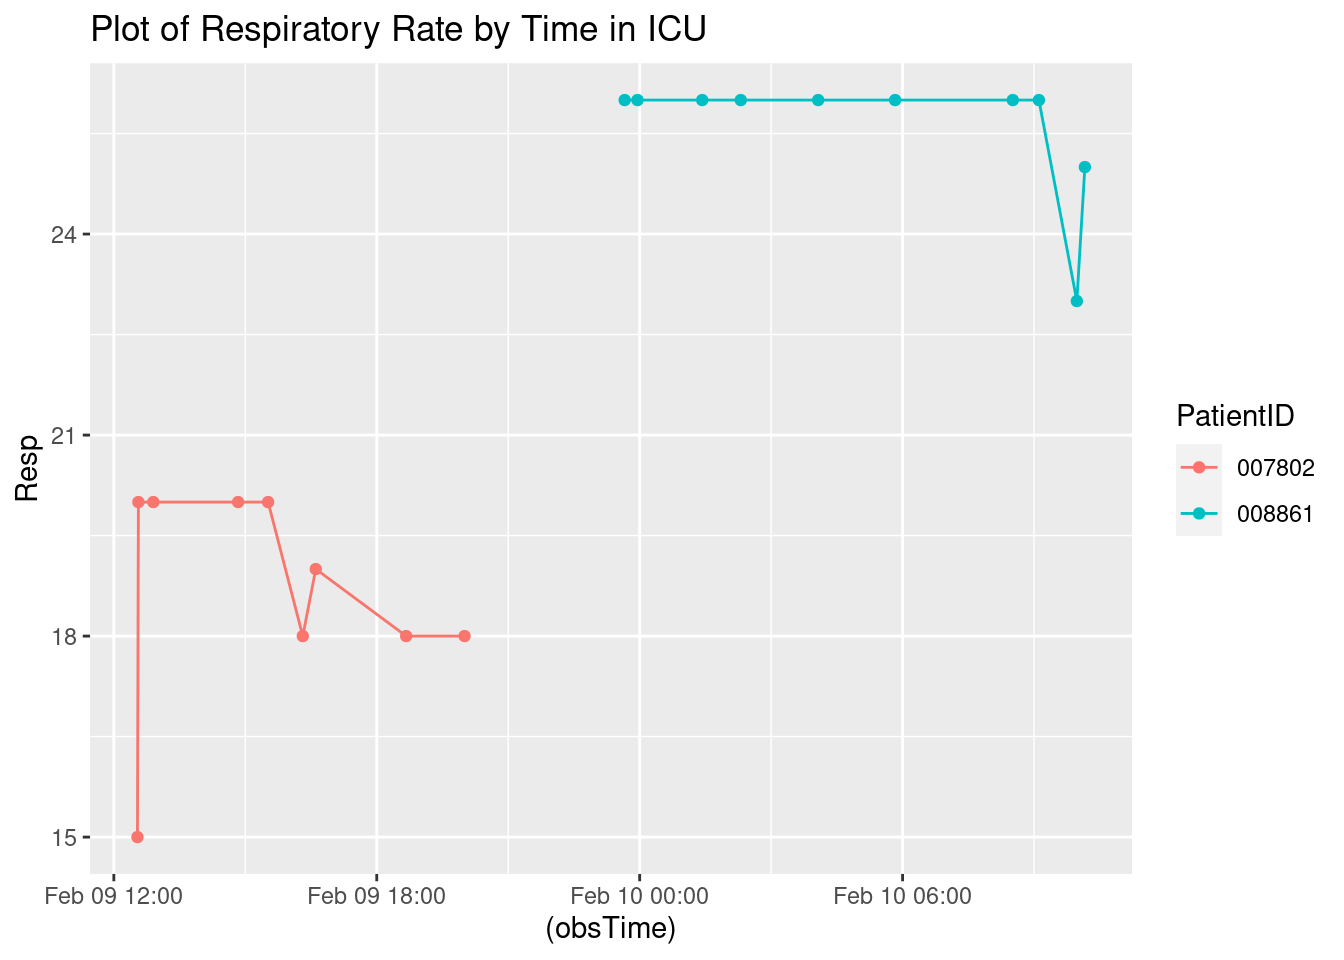 Plot of Respiratory Rate by Time in ICU
Resp
24
21
18
15
Feb 09 12:00
Feb 09 18:00
Feb 10 00:00
Feb 10 06:00
(obsTime)
PatientID
007802
008861